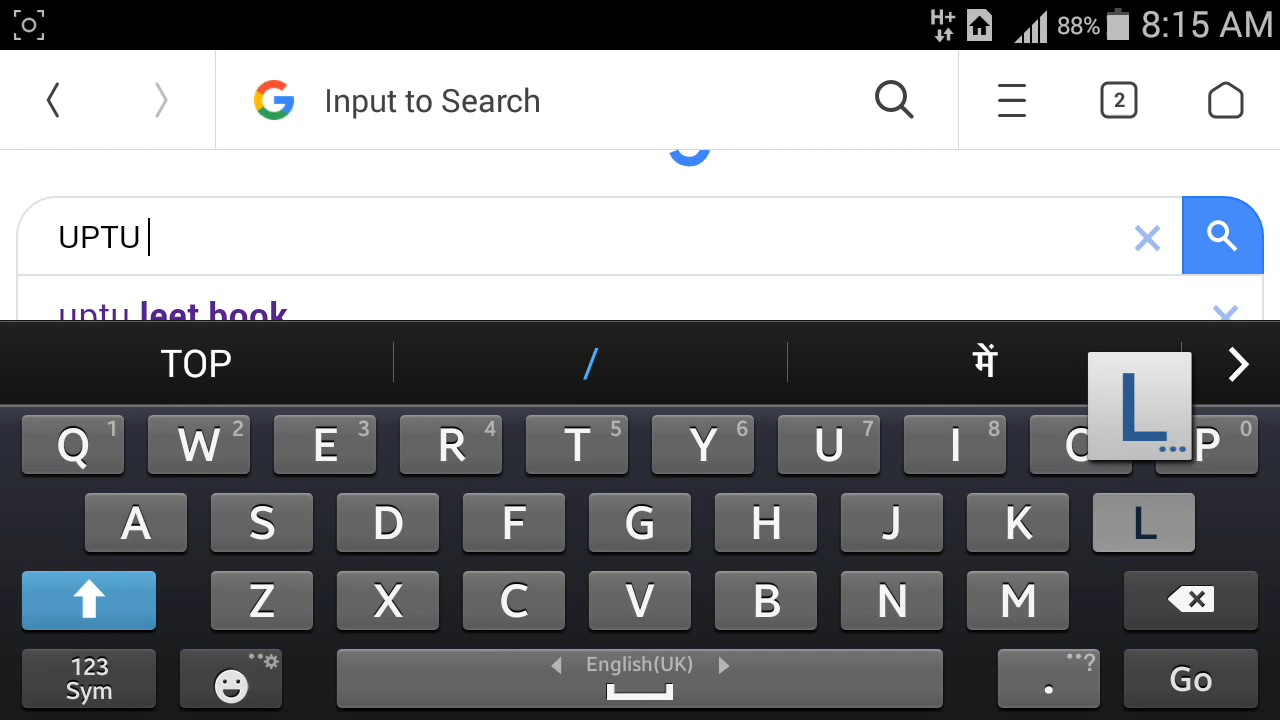 H+ 88% 8:15 AM
Input to Search 2
UPTU
uptu leet book
TOP / में
L
Q 1 W 2 E 3 R 4 T 5 Y 6 U 7 I 8 O P 0
A S D F G H J K L
Z X C V B N M
123 Sym English(UK) . ? Go